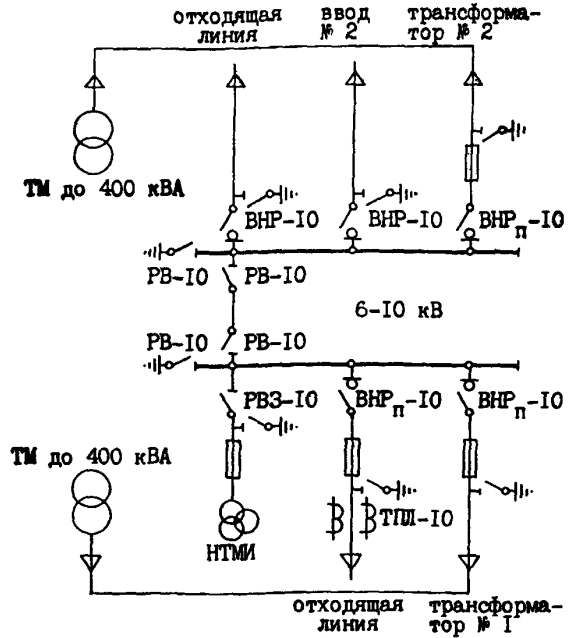 отходящая
линия
ввод
№ 2
трансформа-
тор № 2
ТМ до 400 кВА
ВНР-10
ВНР-10
ВНРп-10
РВ-10
РВ-10
6-10 кВ
РВ-10
РВ-10
РВЗ-10
ВНРп-10
ВНРп-10
ТМ до 400 кВА
ТПЛ-10
НТМИ
отходящая
линия
трансформа-
тор № I